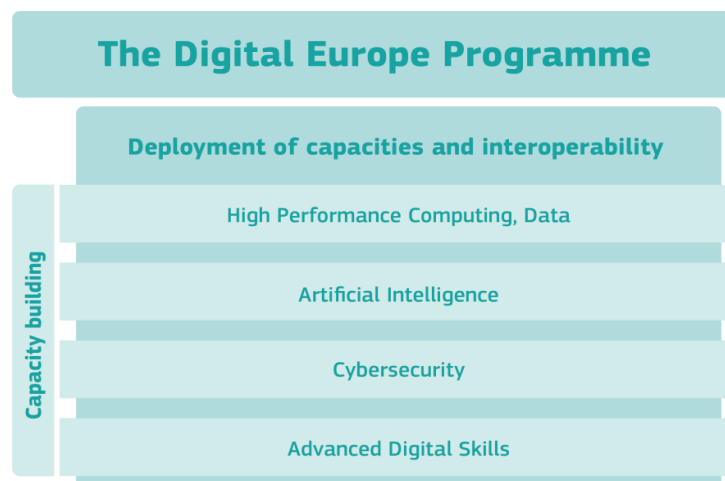 The Digital Europe Programme
Deployment of capacities and interoperability
Capacity building
High Performance Computing, Data
Artificial Intelligence
Cybersecurity
Advanced Digital Skills